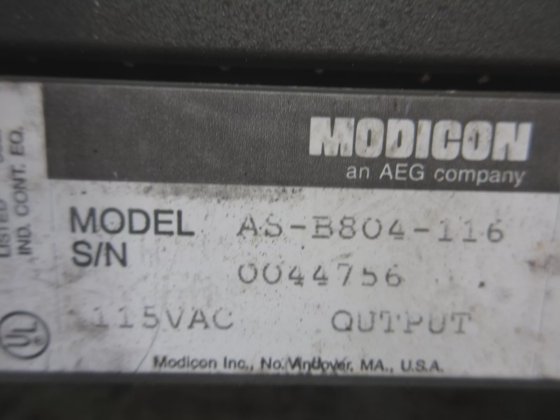 MODICON
an AEG company
LISTED
IND. CONT. EQ.
MODEL AS-B804-116
S/N 0044756
115VAC OUTPUT
UL
Modicon Inc., No. Andover, MA., U.S.A.